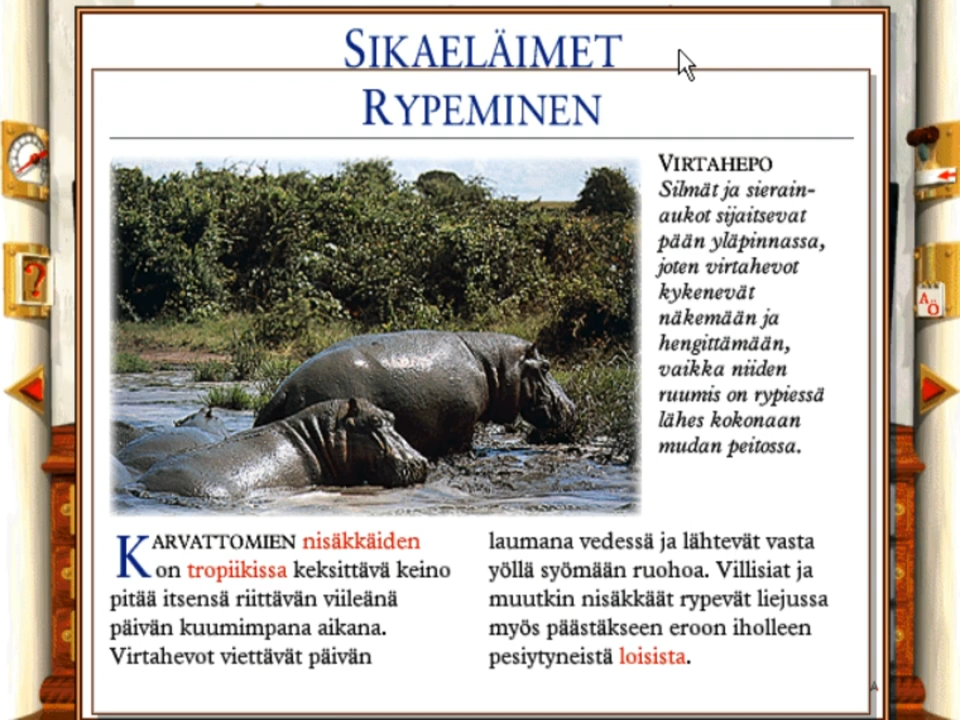 SIKAELÄIMET
RYPEMINEN
VIRTAHEPO
Silmät ja sierain-
aukot sijaitsevat
pään yläpinnassa,
joten virtahevot
kykenevät
näkemään ja
hengittämään,
vaikka niiden
ruumis on rypiessä
lähes kokonaan
mudan peitossa.
KARVATTOMIEN nisäkkäiden
on tropiikissa keksittävä keino
pitää itsensä riittävän viileänä
päivän kuumimpana aikana.
Virtahevot viettävät päivän
laumana vedessä ja lähtevät vasta
yöllä syömään ruohoa. Villisiat ja
muutkin nisäkkäät rypevät liejussa
myös päästäkseen eroon iholleen
pesiytyneistä loisista.
?
AÖ
A